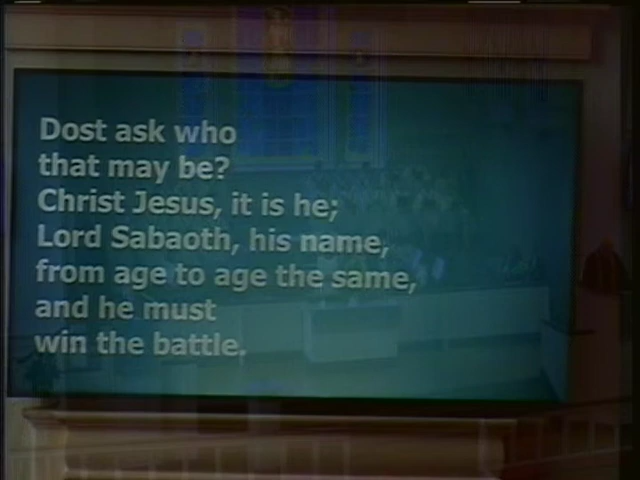 Dost ask who
that may be?
Christ Jesus, it is he;
Lord Sabaoth, his name,
from age to age the same,
and he must
win the battle.